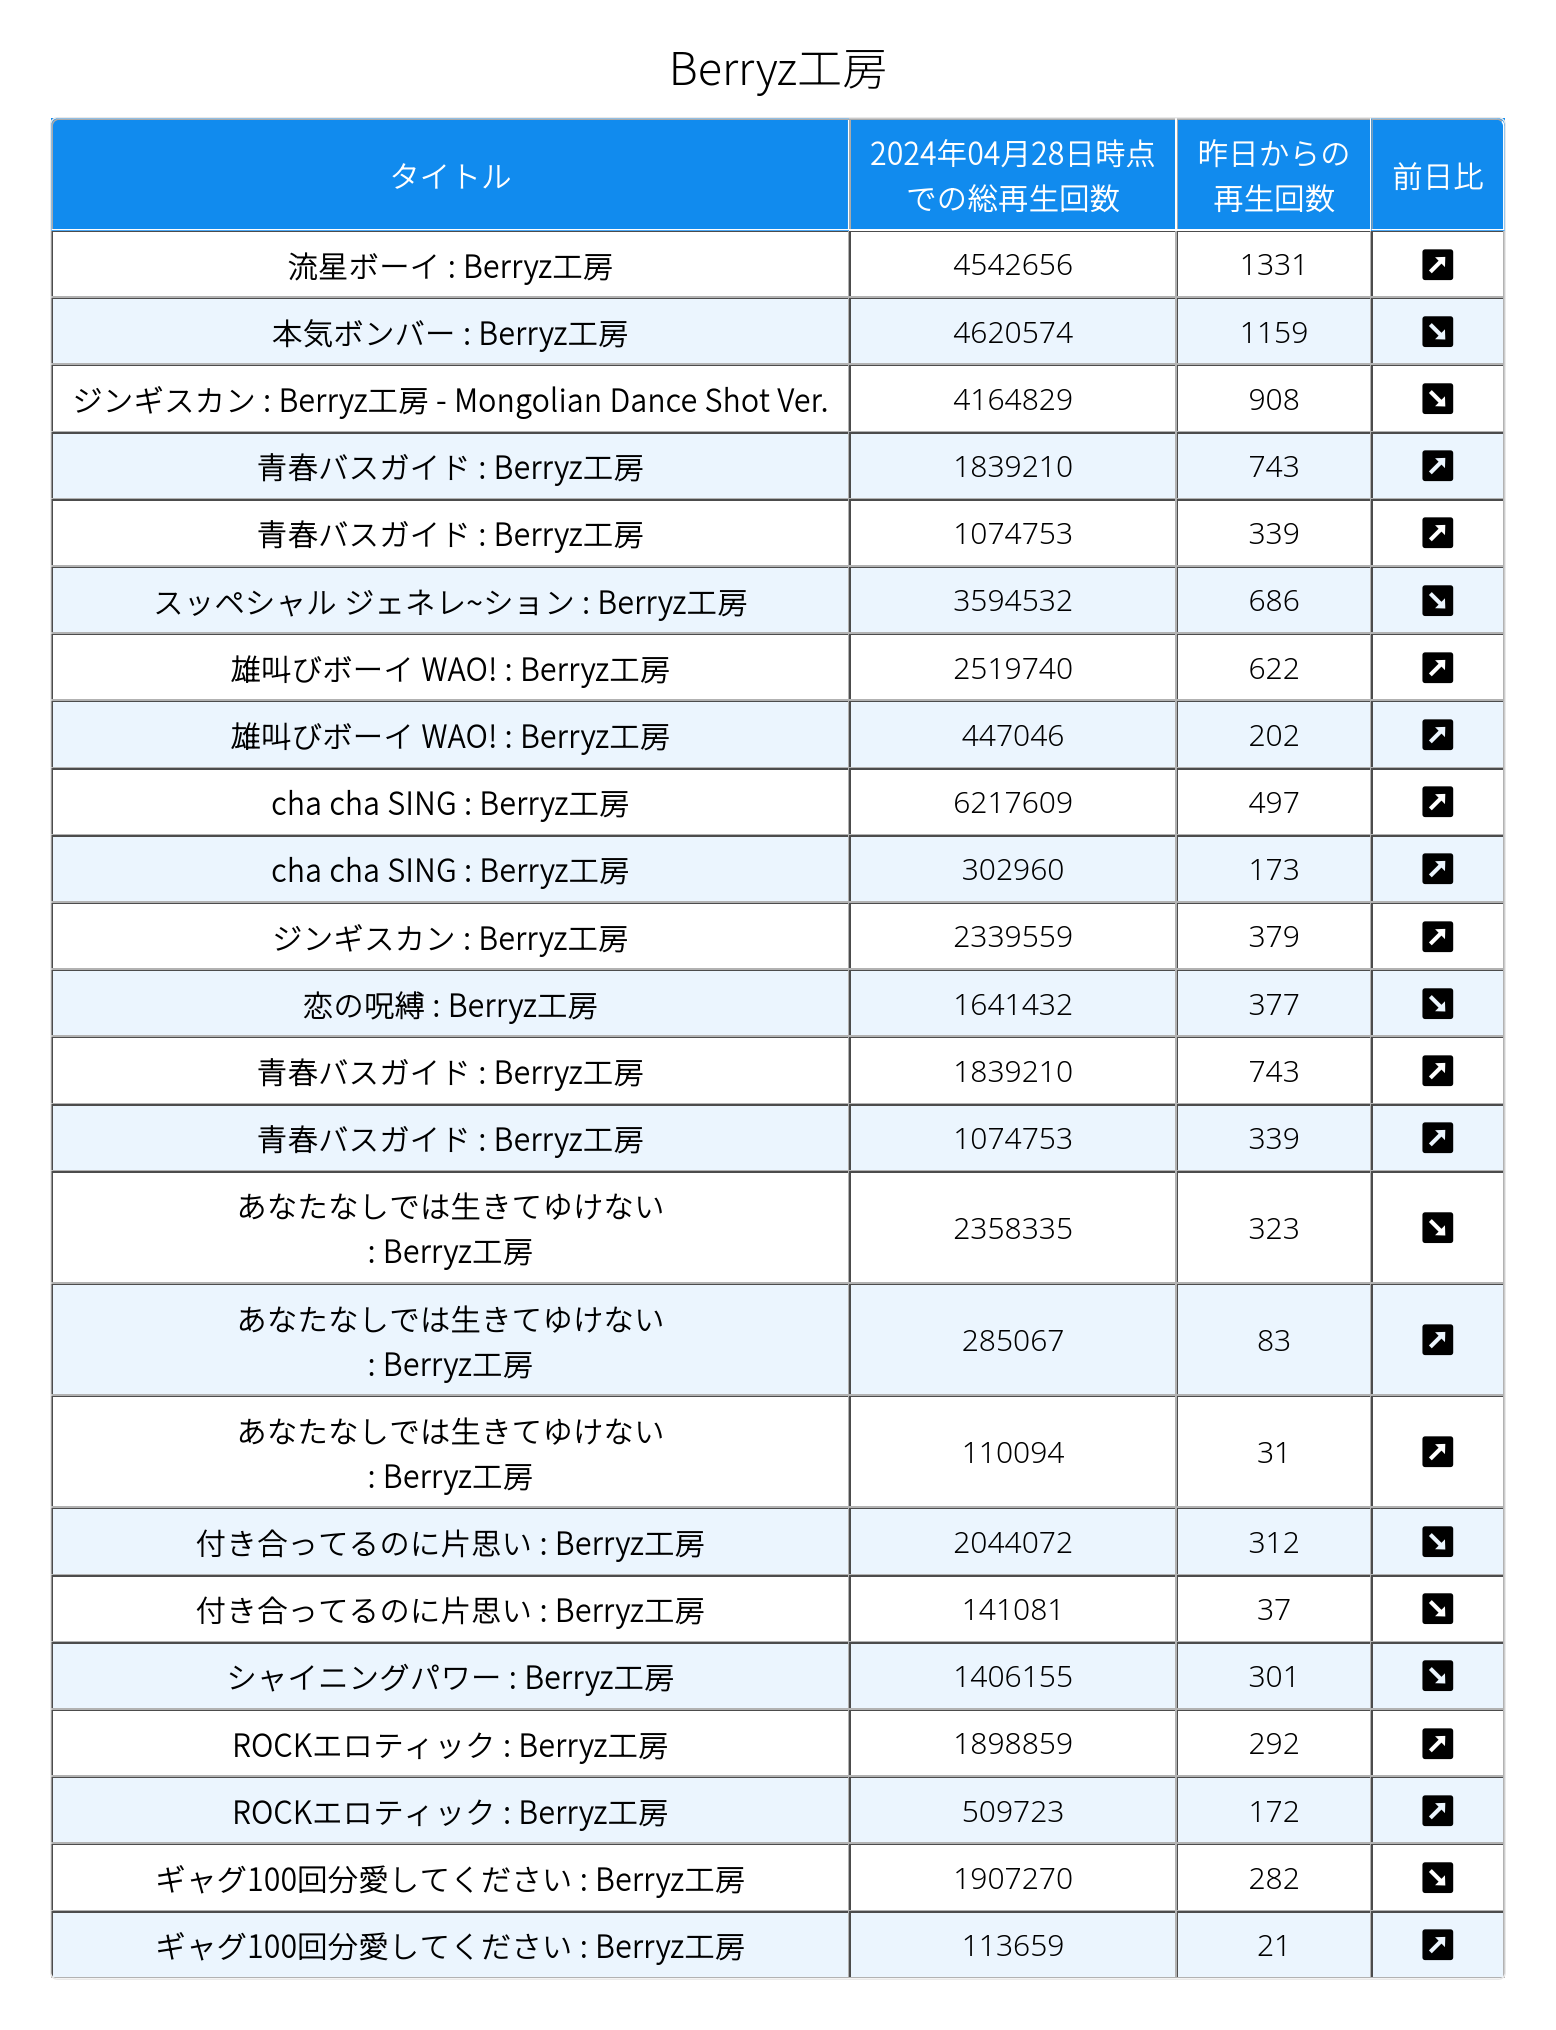 Berryz工房
タイトル 2024年04月28日時点での総再生回数 昨日からの再生回数 前日比
流星ボーイ : Berryz工房 4542656 1331 ↗
本気ボンバー : Berryz工房 4620574 1159 ↘
ジンギスカン : Berryz工房 - Mongolian Dance Shot Ver. 4164829 908 ↘
青春バスガイド : Berryz工房 1839210 743 ↗
青春バスガイド : Berryz工房 1074753 339 ↗
スッペシャル ジェネレ~ション : Berryz工房 3594532 686 ↘
雄叫びボーイ WAO! : Berryz工房 2519740 622 ↗
雄叫びボーイ WAO! : Berryz工房 447046 202 ↗
cha cha SING : Berryz工房 6217609 497 ↗
cha cha SING : Berryz工房 302960 173 ↗
ジンギスカン : Berryz工房 2339559 379 ↗
恋の呪縛 : Berryz工房 1641432 377 ↘
青春バスガイド : Berryz工房 1839210 743 ↗
青春バスガイド : Berryz工房 1074753 339 ↗
あなたなしでは生きてゆけない : Berryz工房 2358335 323 ↘
あなたなしでは生きてゆけない : Berryz工房 285067 83 ↗
あなたなしでは生きてゆけない : Berryz工房 110094 31 ↗
付き合ってるのに片思い : Berryz工房 2044072 312 ↘
付き合ってるのに片思い : Berryz工房 141081 37 ↘
シャイニングパワー : Berryz工房 1406155 301 ↘
ROCKエロティック : Berryz工房 1898859 292 ↗
ROCKエロティック : Berryz工房 509723 172 ↗
ギャグ100回分愛してください : Berryz工房 1907270 282 ↘
ギャグ100回分愛してください : Berryz工房 113659 21 ↗